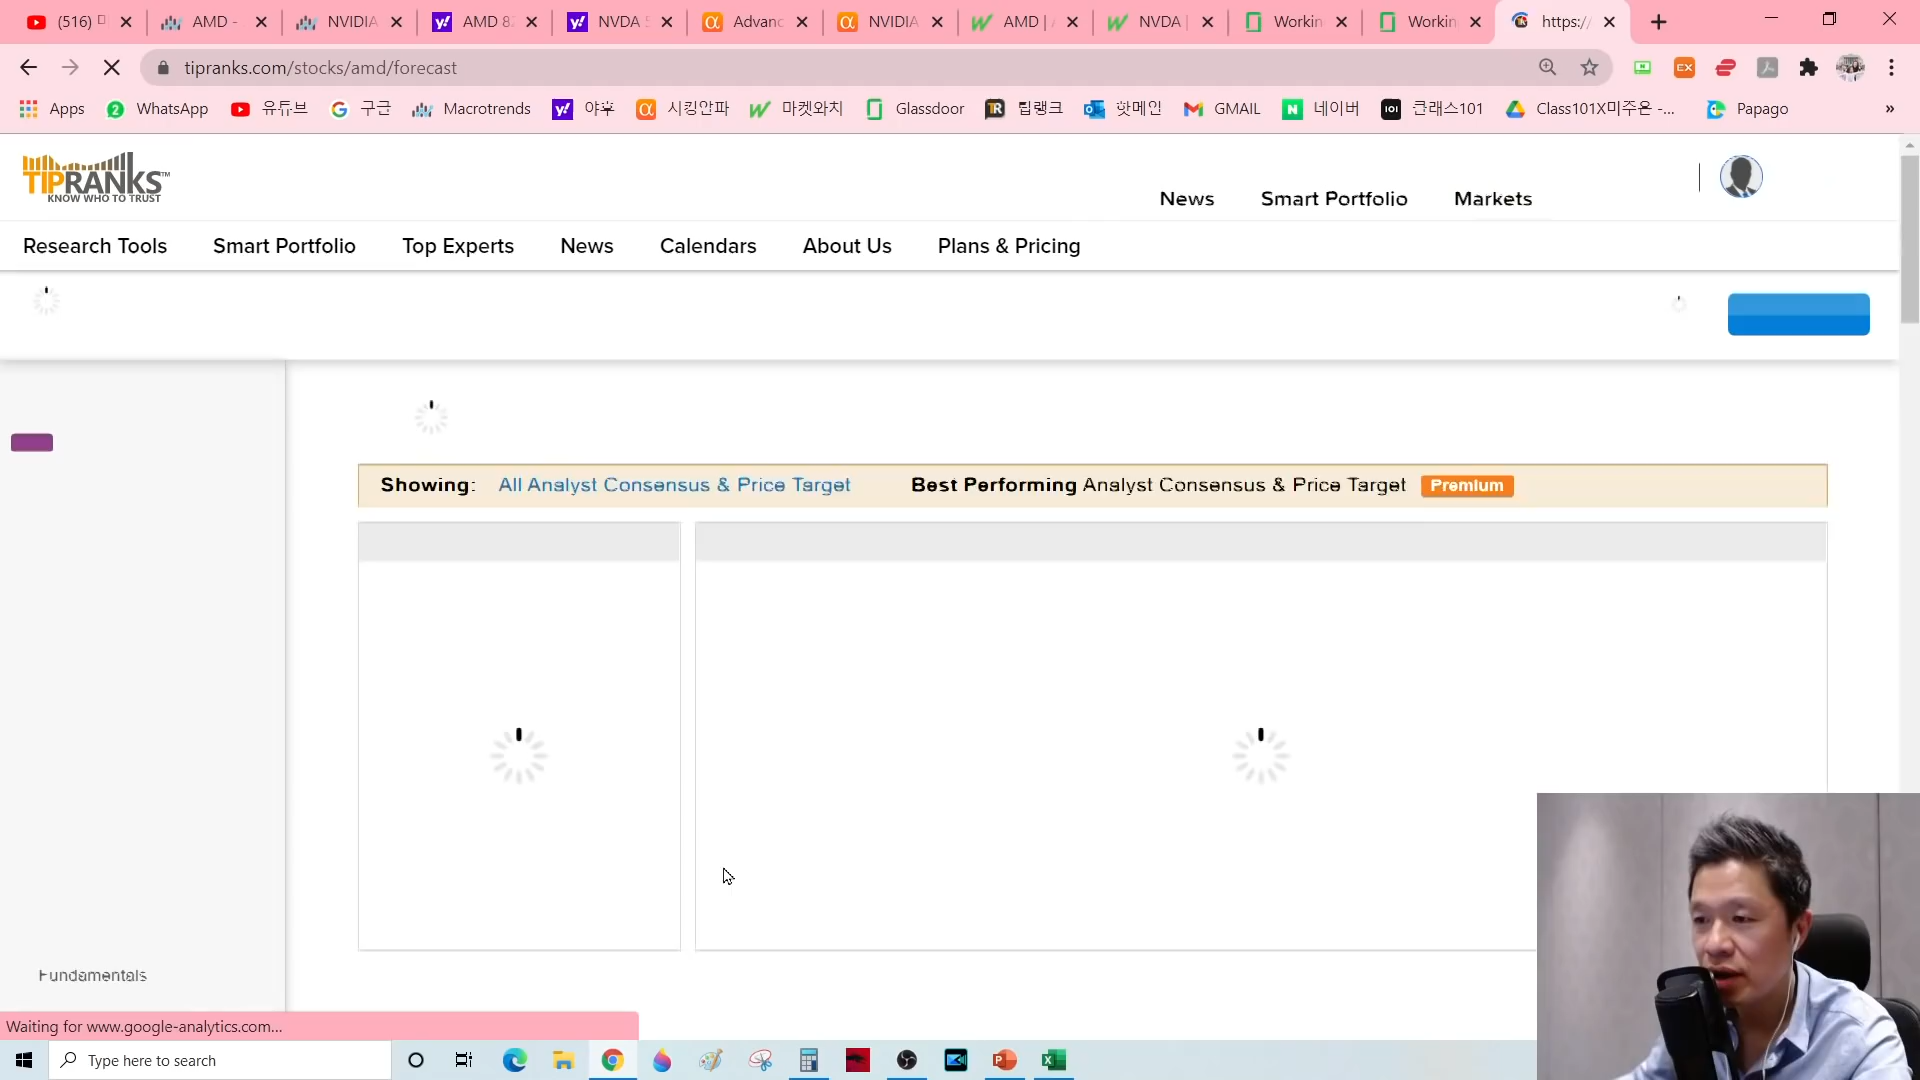 (516)
AMD -
NVIDIA
AMD 8
NVDA 5
Advanc
NVIDIA
AMD | A
NVDA |
Workin
Workin
https:/
tipranks.com/stocks/amd/forecast
Apps
WhatsApp
유튜브
구글
Macrotrends
야후
시킹알파
마켓와치
Glassdoor
팁랭크
핫메일
GMAIL
네이버
클래스101
Class101X미주은 -...
Papago
TIPRANKS™
KNOW WHO TO TRUST
News
Smart Portfolio
Markets
Research Tools
Smart Portfolio
Top Experts
News
Calendars
About Us
Plans & Pricing
Showing: All Analyst Consensus & Price Target
Best Performing Analyst Consensus & Price Target Premium
Fundamentals
Waiting for www.google-analytics.com...
Type here to search